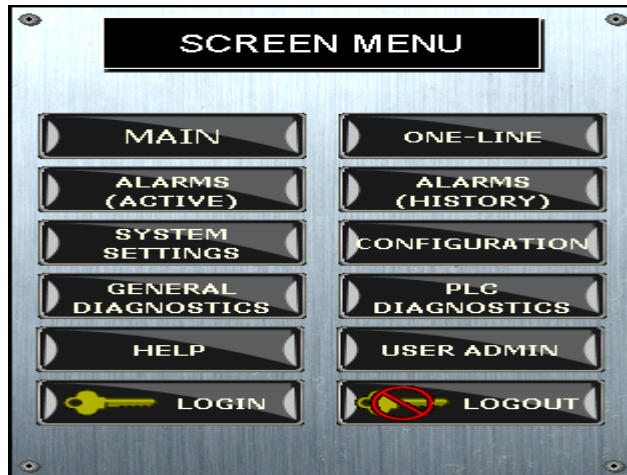 SCREEN MENU
MAIN
ONE-LINE
ALARMS
(ACTIVE)
ALARMS
(HISTORY)
SYSTEM
SETTINGS
CONFIGURATION
GENERAL
DIAGNOSTICS
PLC
DIAGNOSTICS
HELP
USER ADMIN
LOGIN
LOGOUT